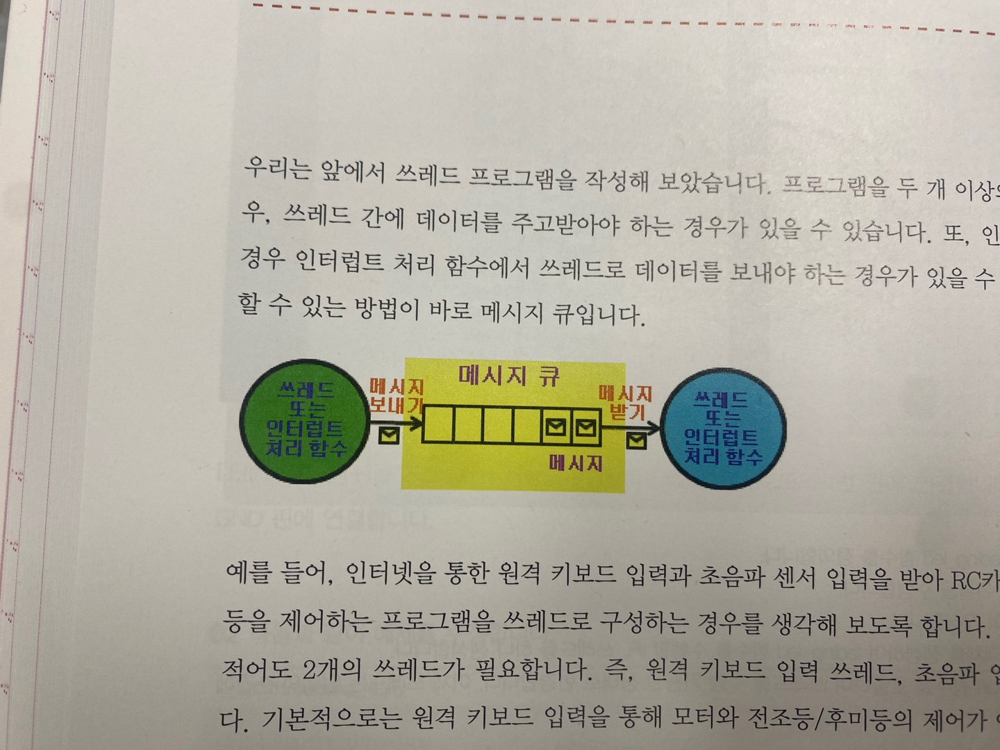 우리는 앞에서 쓰레드 프로그램을 작성해 보았습니다. 프로그램을 두 개
우, 쓰레드 간에 데이터를 주고받아야 하는 경우가 있을 수 있습니다. 또,
경우 인터럽트 처리 함수에서 쓰레드로 데이터를 보내야 하는 경우가 있을 수
할 수 있는 방법이 바로 메시지 큐입니다.
메시지 큐
쓰레드
또는
인터럽트
처리 함수
메시지
보내기
메시지
메시지
받기
쓰레드
또는
인터럽트
처리 함수
예를 들어, 인터넷을 통한 원격 키보드 입력과 초음파 센서 입력을 받아 RC카
등을 제어하는 프로그램을 쓰레드로 구성하는 경우를 생각해 보도록 합니다.
적어도 2개의 쓰레드가 필요합니다. 즉, 원격 키보드 입력 쓰레드, 초음파
다. 기본적으로는 원격 키보드 입력을 통해 모터와 전조등/후미등의 제어가